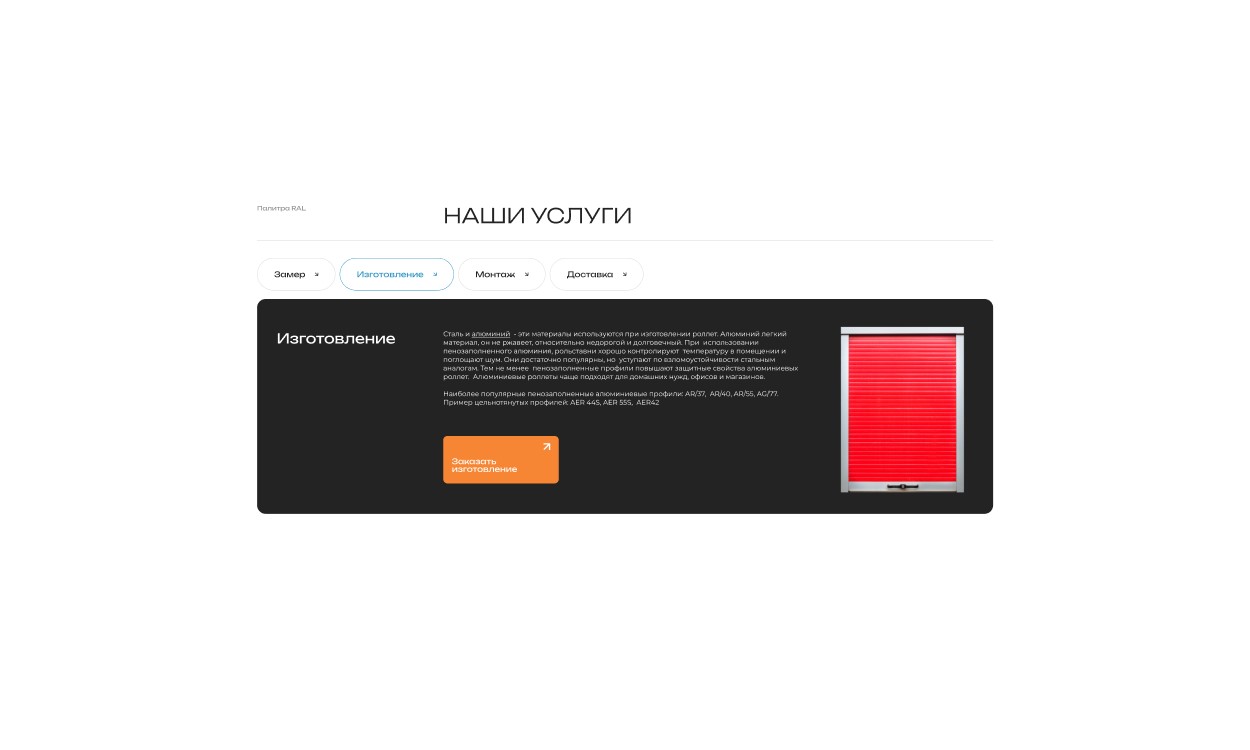 Палитра RAL
НАШИ УСЛУГИ
Замер
Изготовление
Монтаж
Доставка
Изготовление
Сталь и алюминий - эти материалы используются при изготовлении роллет. Алюминий легкий
материал, он не ржавеет, относительно недорогой и долговечный. При использовании
пенозаполненного алюминия, рольставни хорошо контролируют температуру в помещении и
поглощают шум. Они достаточно популярны, но уступают по взломоустойчивости стальным
аналогам. Тем не менее пенозаполненные профили повышают защитные свойства алюминиевых
роллет. Алюминиевые роллеты чаще подходят для домашних нужд, офисов и магазинов.
Наиболее популярные пенозаполненные алюминиевые профили: AR/37, AR/40, AR/55, AG/77.
Пример цельнотянутых профилей: AER 44S, AER 55S, AER42
Заказать
изготовление